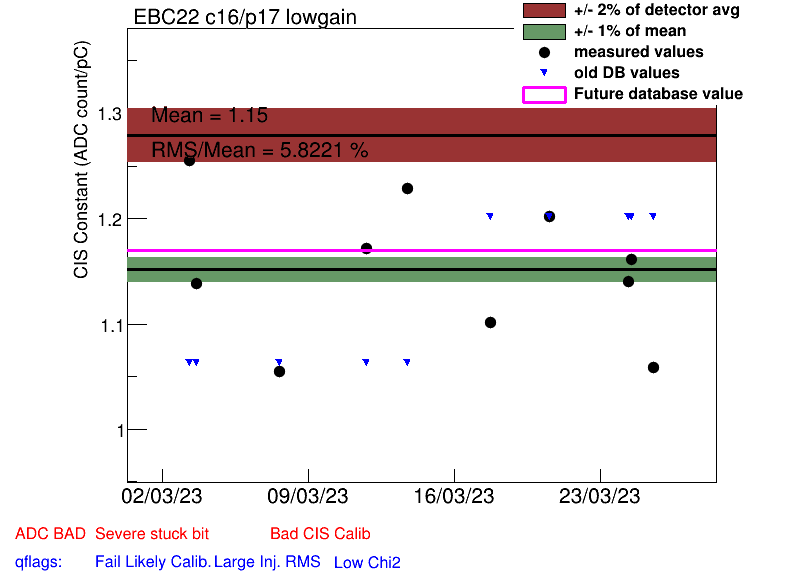 EBC22 c16/p17 lowgain
+/- 2% of detector avg
+/- 1% of mean
measured values
old DB values
Future database value
CIS Constant (ADC count/pC)
Mean = 1.15
RMS/Mean = 5.8221 %
1.3
1.2
1.1
1
02/03/23 09/03/23 16/03/23 23/03/23
ADC BAD Severe stuck bit Bad CIS Calib
qflags: Fail Likely Calib. Large Inj. RMS Low Chi2